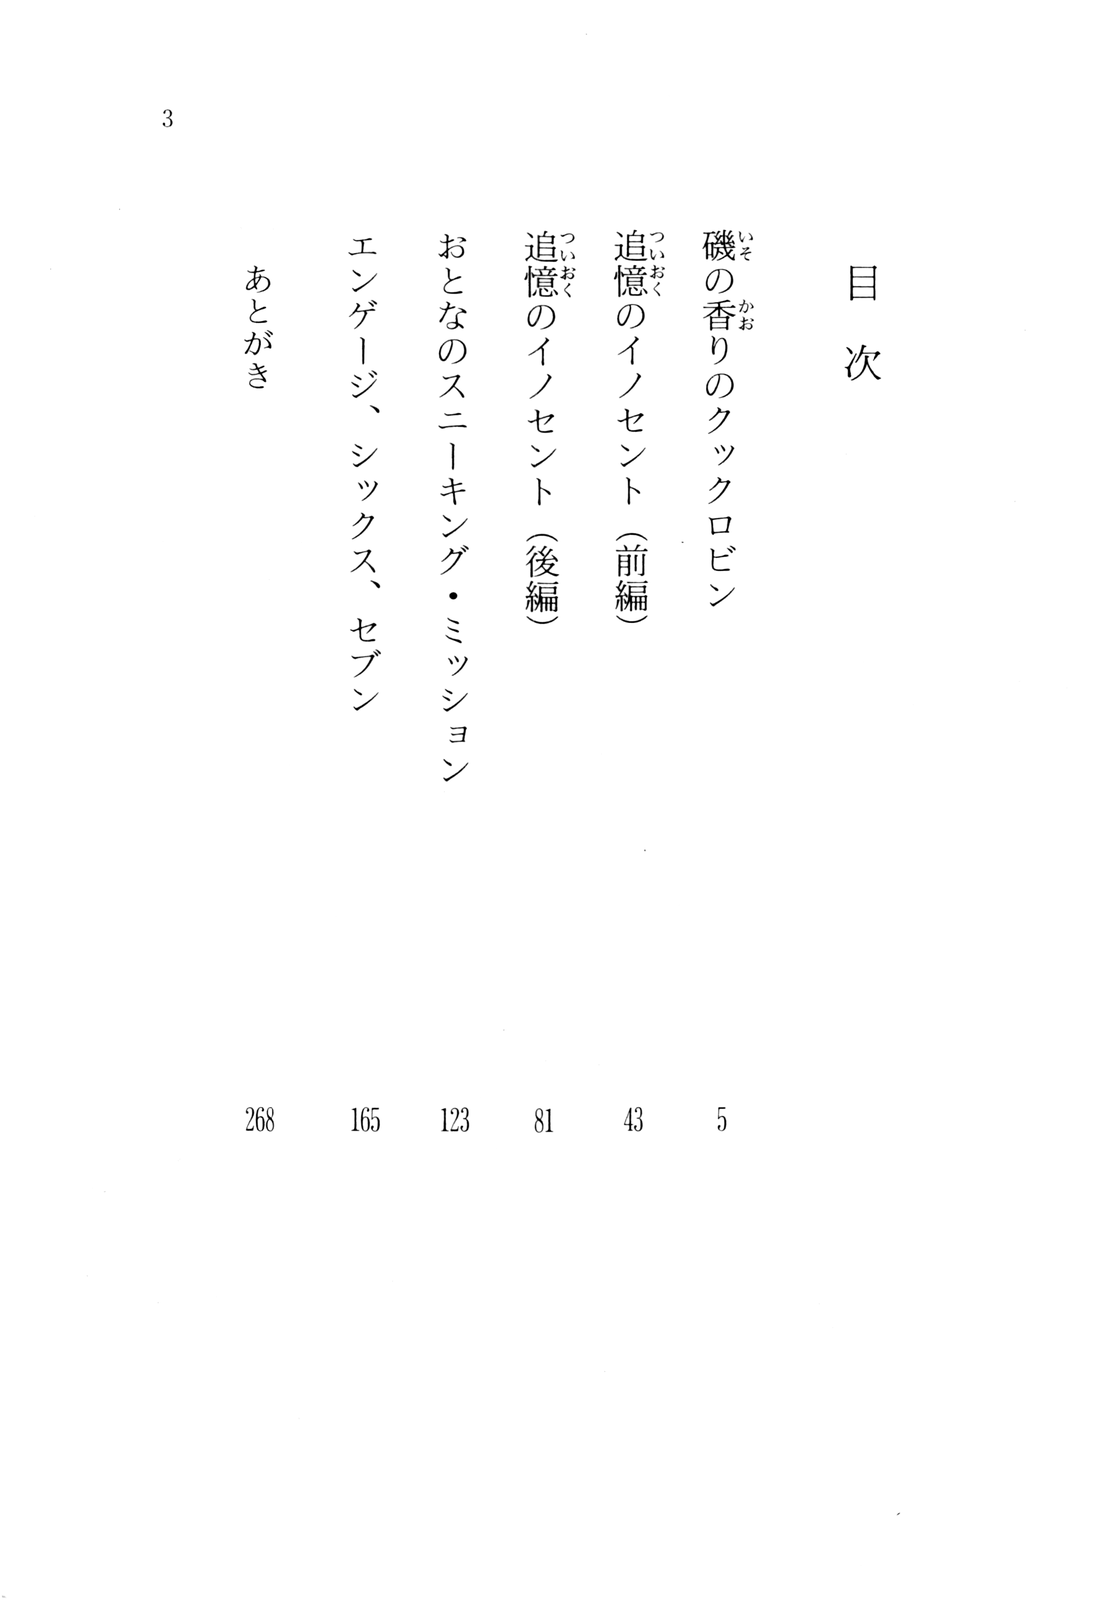 3
目次
磯の香りのクックロビン 5
追憶のイノセント（前編） 43
追憶のイノセント（後編） 81
おとなのスニーキング・ミッション 123
エンゲージ、シックス、セブン 165
あとがき 268
いそ
かお
ついおく
ついおく